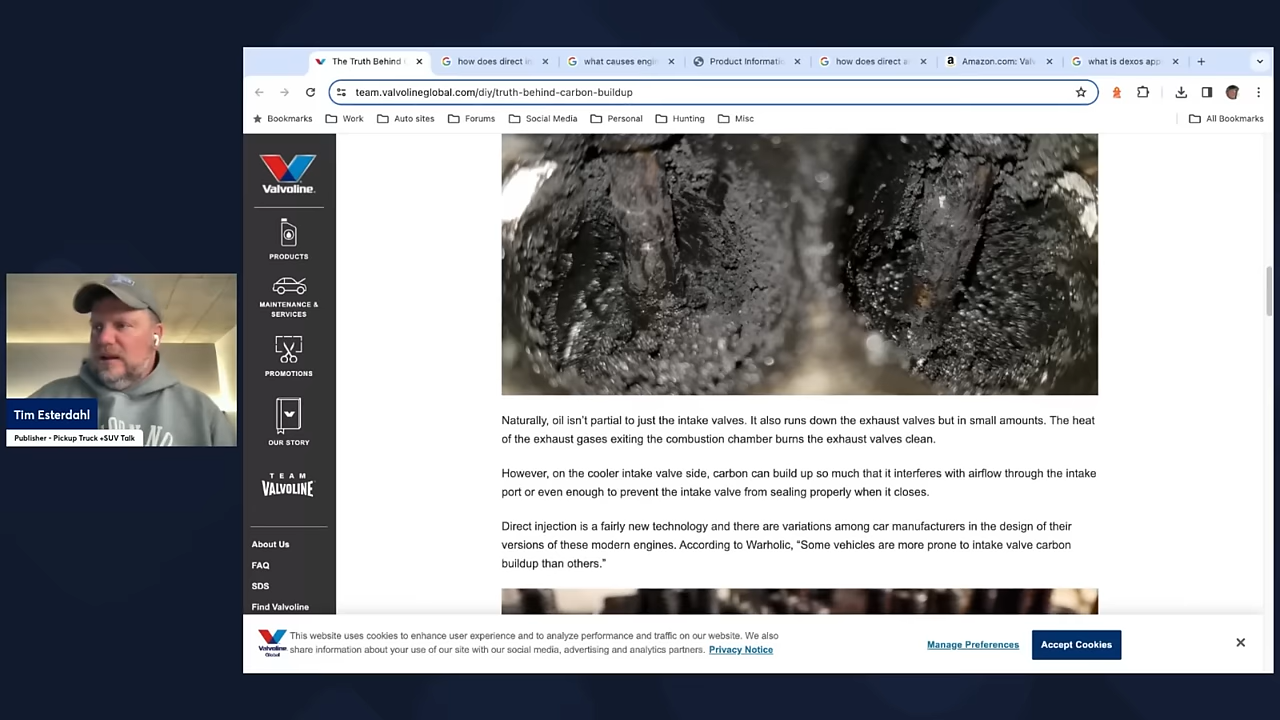 The Truth Behind
how does direct in
what causes engi
Product Informati
how does direct a
Amazon.com: Val
what is dexos app
team.valvolineglobal.com/diy/truth-behind-carbon-buildup
Bookmarks
Work
Auto sites
Forums
Social Media
Personal
Hunting
Misc
All Bookmarks
Valvoline
PRODUCTS
MAINTENANCE &
SERVICES
PROMOTIONS
OUR STORY
TEAM
VALVOLINE
About Us
FAQ
SDS
Find Valvoline
Naturally, oil isn’t partial to just the intake valves. It also runs down the exhaust valves but in small amounts. The heat
of the exhaust gases exiting the combustion chamber burns the exhaust valves clean.
However, on the cooler intake valve side, carbon can build up so much that it interferes with airflow through the intake
port or even enough to prevent the intake valve from sealing properly when it closes.
Direct injection is a fairly new technology and there are variations among car manufacturers in the design of their
versions of these modern engines. According to Warholic, “Some vehicles are more prone to intake valve carbon
buildup than others.”
Valvoline
Global
This website uses cookies to enhance user experience and to analyze performance and traffic on our website. We also
share information about your use of our site with our social media, advertising and analytics partners. Privacy Notice
Manage Preferences
Accept Cookies
Tim Esterdahl
Publisher - Pickup Truck +SUV Talk